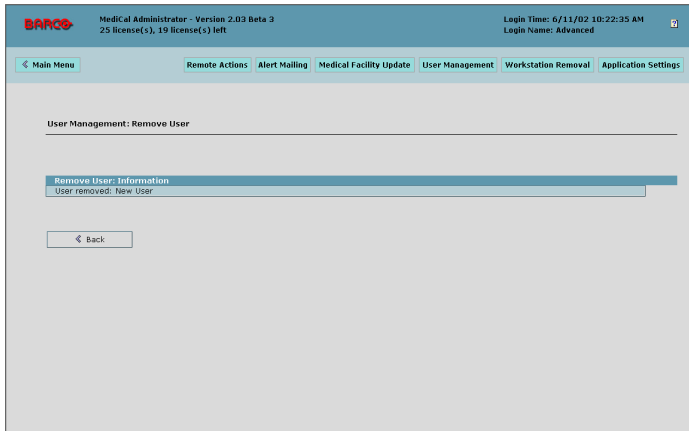 BARCO
MediCal Administrator - Version 2.03 Beta 3
25 license(s), 19 license(s) left
Login Time: 6/11/02 10:22:35 AM
Login Name: Advanced
?
« Main Menu
Remote Actions
Alert Mailing
Medical Facility Update
User Management
Workstation Removal
Application Settings
User Management: Remove User
Remove User: Information
User removed: New User
« Back